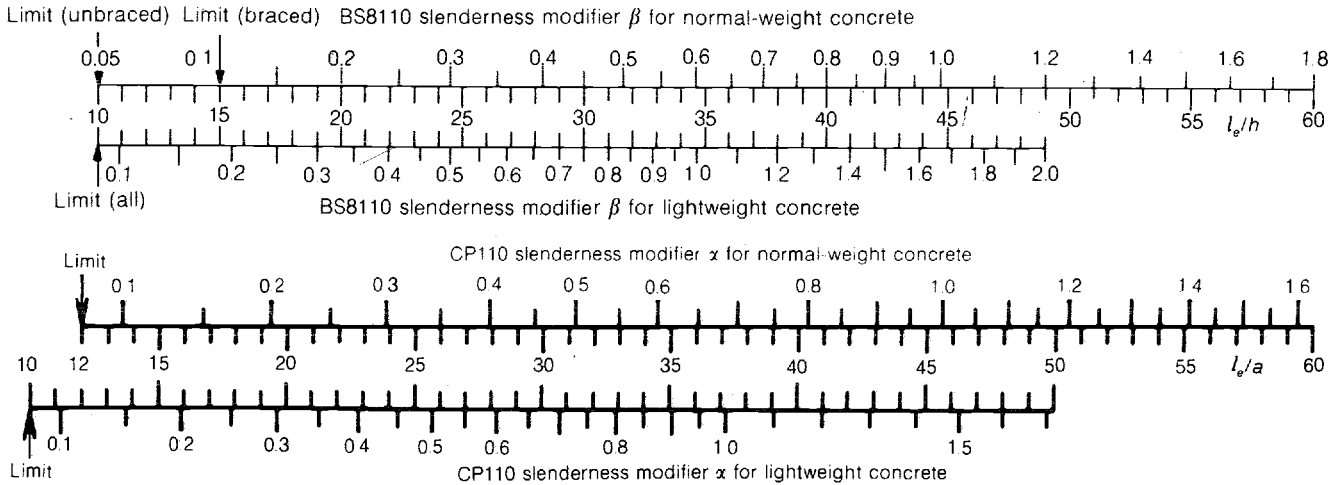 Limit (unbraced) Limit (braced) BS8110 slenderness modifier β for normal-weight concrete
0.05 0 1 0.2 0.3 0.4 0.5 0.6 0.7 0.8 0.9 1.0 1.2 1.4 1.6 1.8
10 15 20 25 30 35 40 45 50 55 lₑ/h 60
0.1 0.2 0.3 0.4 0.5 0.6 0.7 0.8 0.9 1.0 1.2 1.4 1.6 1.8 2.0
Limit (all) BS8110 slenderness modifier β for lightweight concrete
Limit CP110 slenderness modifier α for normal-weight concrete
0 1 0.2 0.3 0.4 0.5 0.6 0.8 1.0 1.2 1 4 1.6
10 12 15 20 25 30 35 40 45 50 55 lₑ/a 60
0.1 0.2 0.3 0 4 0.5 0.6 0.8 1.0 1.5
Limit CP110 slenderness modifier α for lightweight concrete